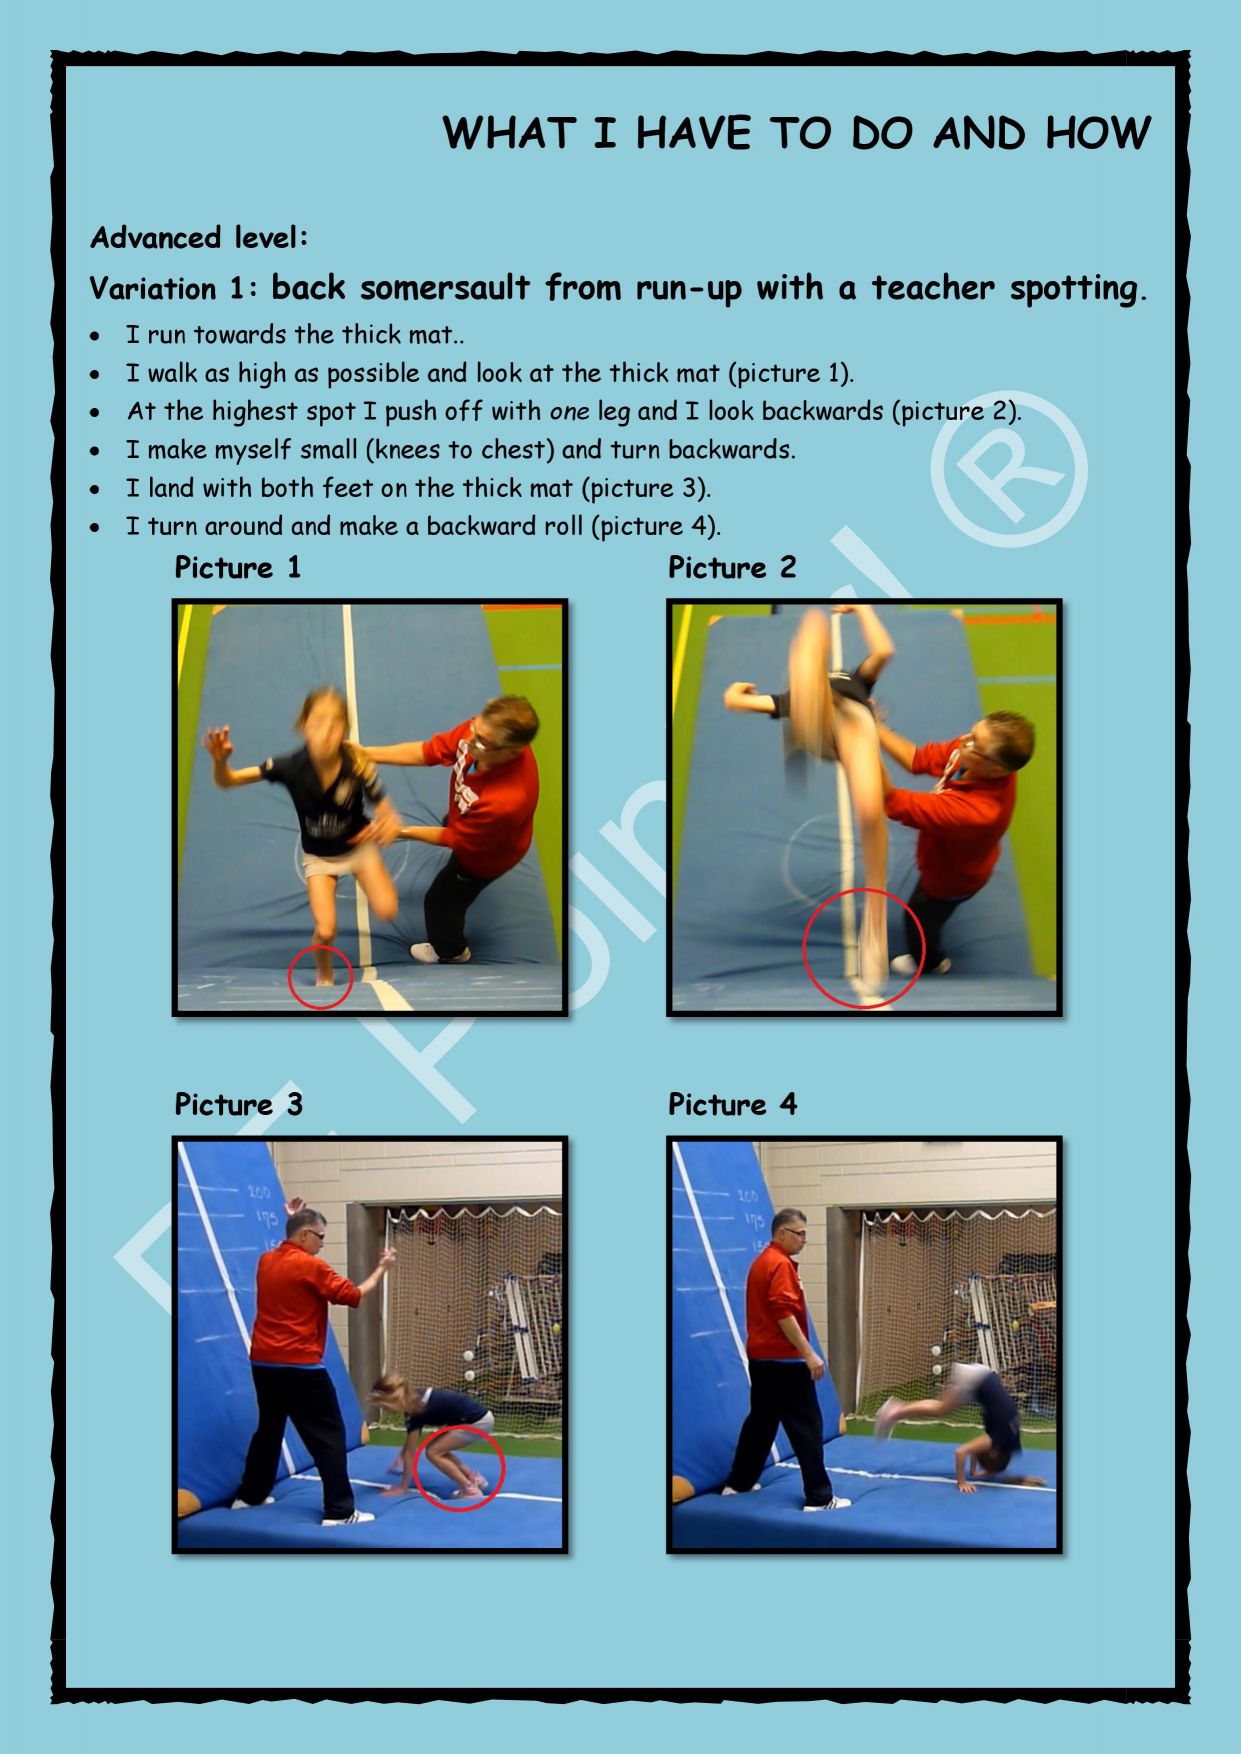 WHAT I HAVE TO DO AND HOW
Advanced level:
Variation 1: back somersault from run-up with a teacher spotting.
• I run towards the thick mat..
• I walk as high as possible and look at the thick mat (picture 1).
• At the highest spot I push off with one leg and I look backwards (picture 2).
• I make myself small (knees to chest) and turn backwards.
• I land with both feet on the thick mat (picture 3).
• I turn around and make a backward roll (picture 4).
Picture 1
Picture 2
Picture 3
Picture 4
200
175
200
175
®